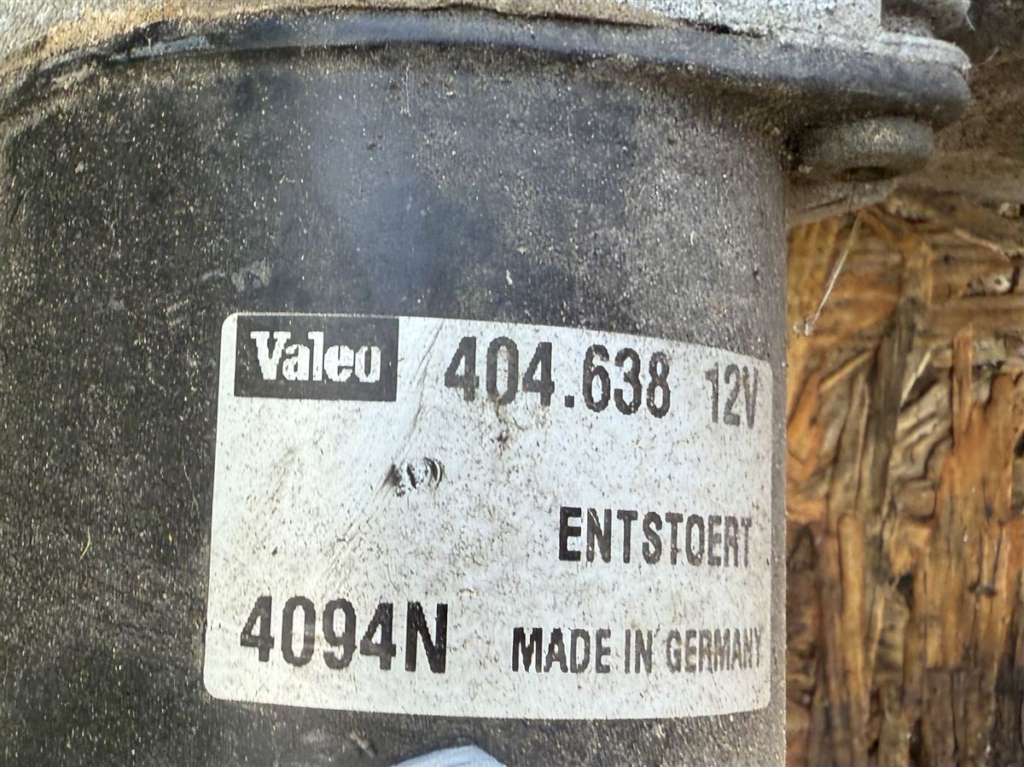 Valeo 404.638 12V
ENTSTOERT
4094N MADE IN GERMANY